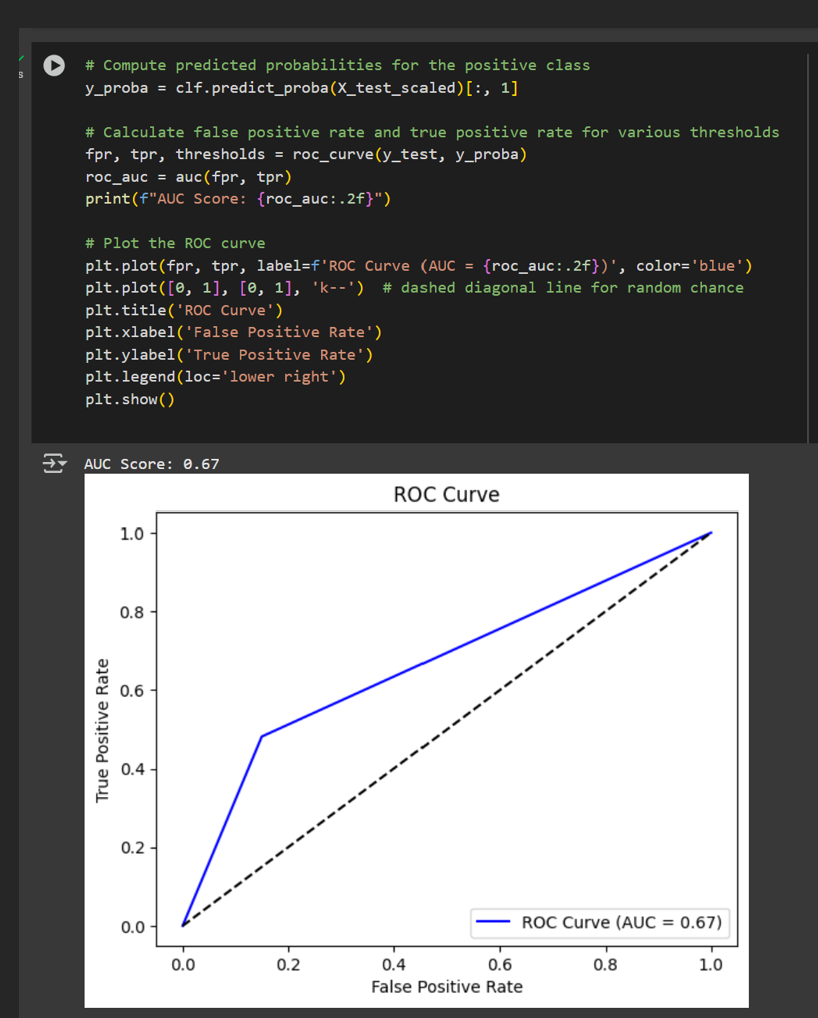 s
# Compute predicted probabilities for the positive class
y_proba = clf.predict_proba(X_test_scaled)[:, 1]
# Calculate false positive rate and true positive rate for various thresholds
fpr, tpr, thresholds = roc_curve(y_test, y_proba)
roc_auc = auc(fpr, tpr)
print(f"AUC Score: {roc_auc:.2f}")
# Plot the ROC curve
plt.plot(fpr, tpr, label=f'ROC Curve (AUC = {roc_auc:.2f})', color='blue')
plt.plot([0, 1], [0, 1], 'k--')  # dashed diagonal line for random chance
plt.title('ROC Curve')
plt.xlabel('False Positive Rate')
plt.ylabel('True Positive Rate')
plt.legend(loc='lower right')
plt.show()
AUC Score: 0.67
ROC Curve
1.0
0.8
0.6
0.4
0.2
0.0
True Positive Rate
ROC Curve (AUC = 0.67)
0.0 0.2 0.4 0.6 0.8 1.0
False Positive Rate